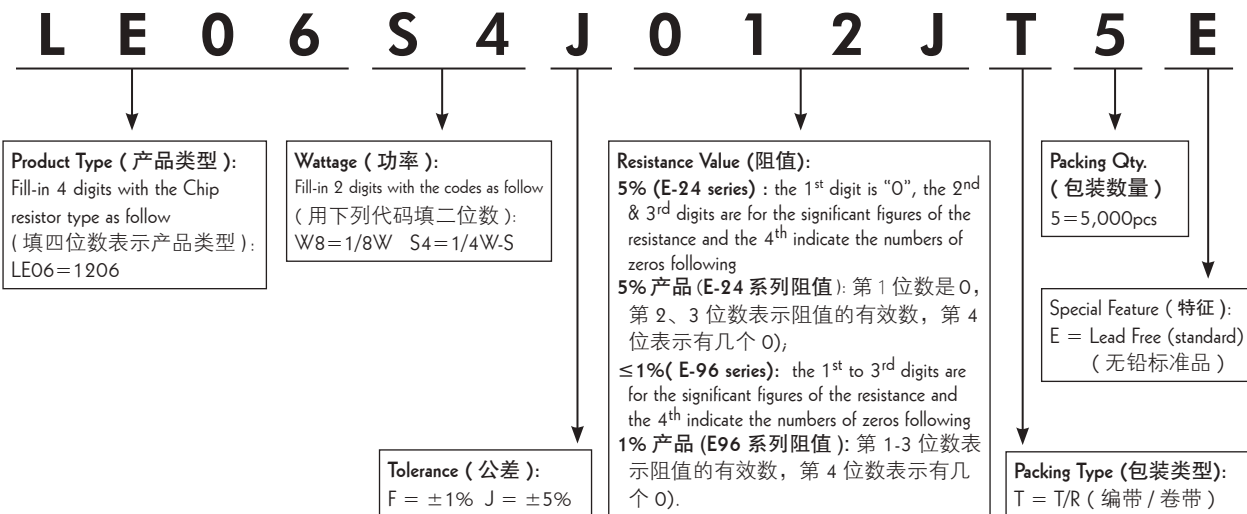 L E 0 6 S 4 J 0 1 2 J T 5 E
Product Type ( 产品类型 ):
Fill-in 4 digits with the Chip
resistor type as follow
( 填四位数表示产品类型 ):
LE06=1206
Wattage ( 功率 ):
Fill-in 2 digits with the codes as follow
( 用下列代码填二位数 ):
W8=1/8W S4=1/4W-S
Tolerance ( 公差 ):
F = ±1% J = ±5%
Resistance Value (阻值):
5% (E-24 series) : the 1st digit is “0”, the 2nd
& 3rd digits are for the significant figures of the
resistance and the 4th indicate the numbers of
zeros following
5% 产品 (E-24 系列阻值 ): 第 1 位数是 0,
第 2、3 位数表示阻值的有效数，第 4
位表示有几个 0);
≤1%( E-96 series): the 1st to 3rd digits are
for the significant figures of the resistance and
the 4th indicate the numbers of zeros following
1% 产品 (E96 系列阻值 ): 第 1-3 位数表
示阻值的有效数，第 4 位数表示有几
个 0).
Packing Type (包装类型):
T = T/R ( 编带 / 卷带 )
Packing Qty.
( 包装数量 )
5=5,000pcs
Special Feature ( 特征 ):
E = Lead Free (standard)
( 无铅标准品 )